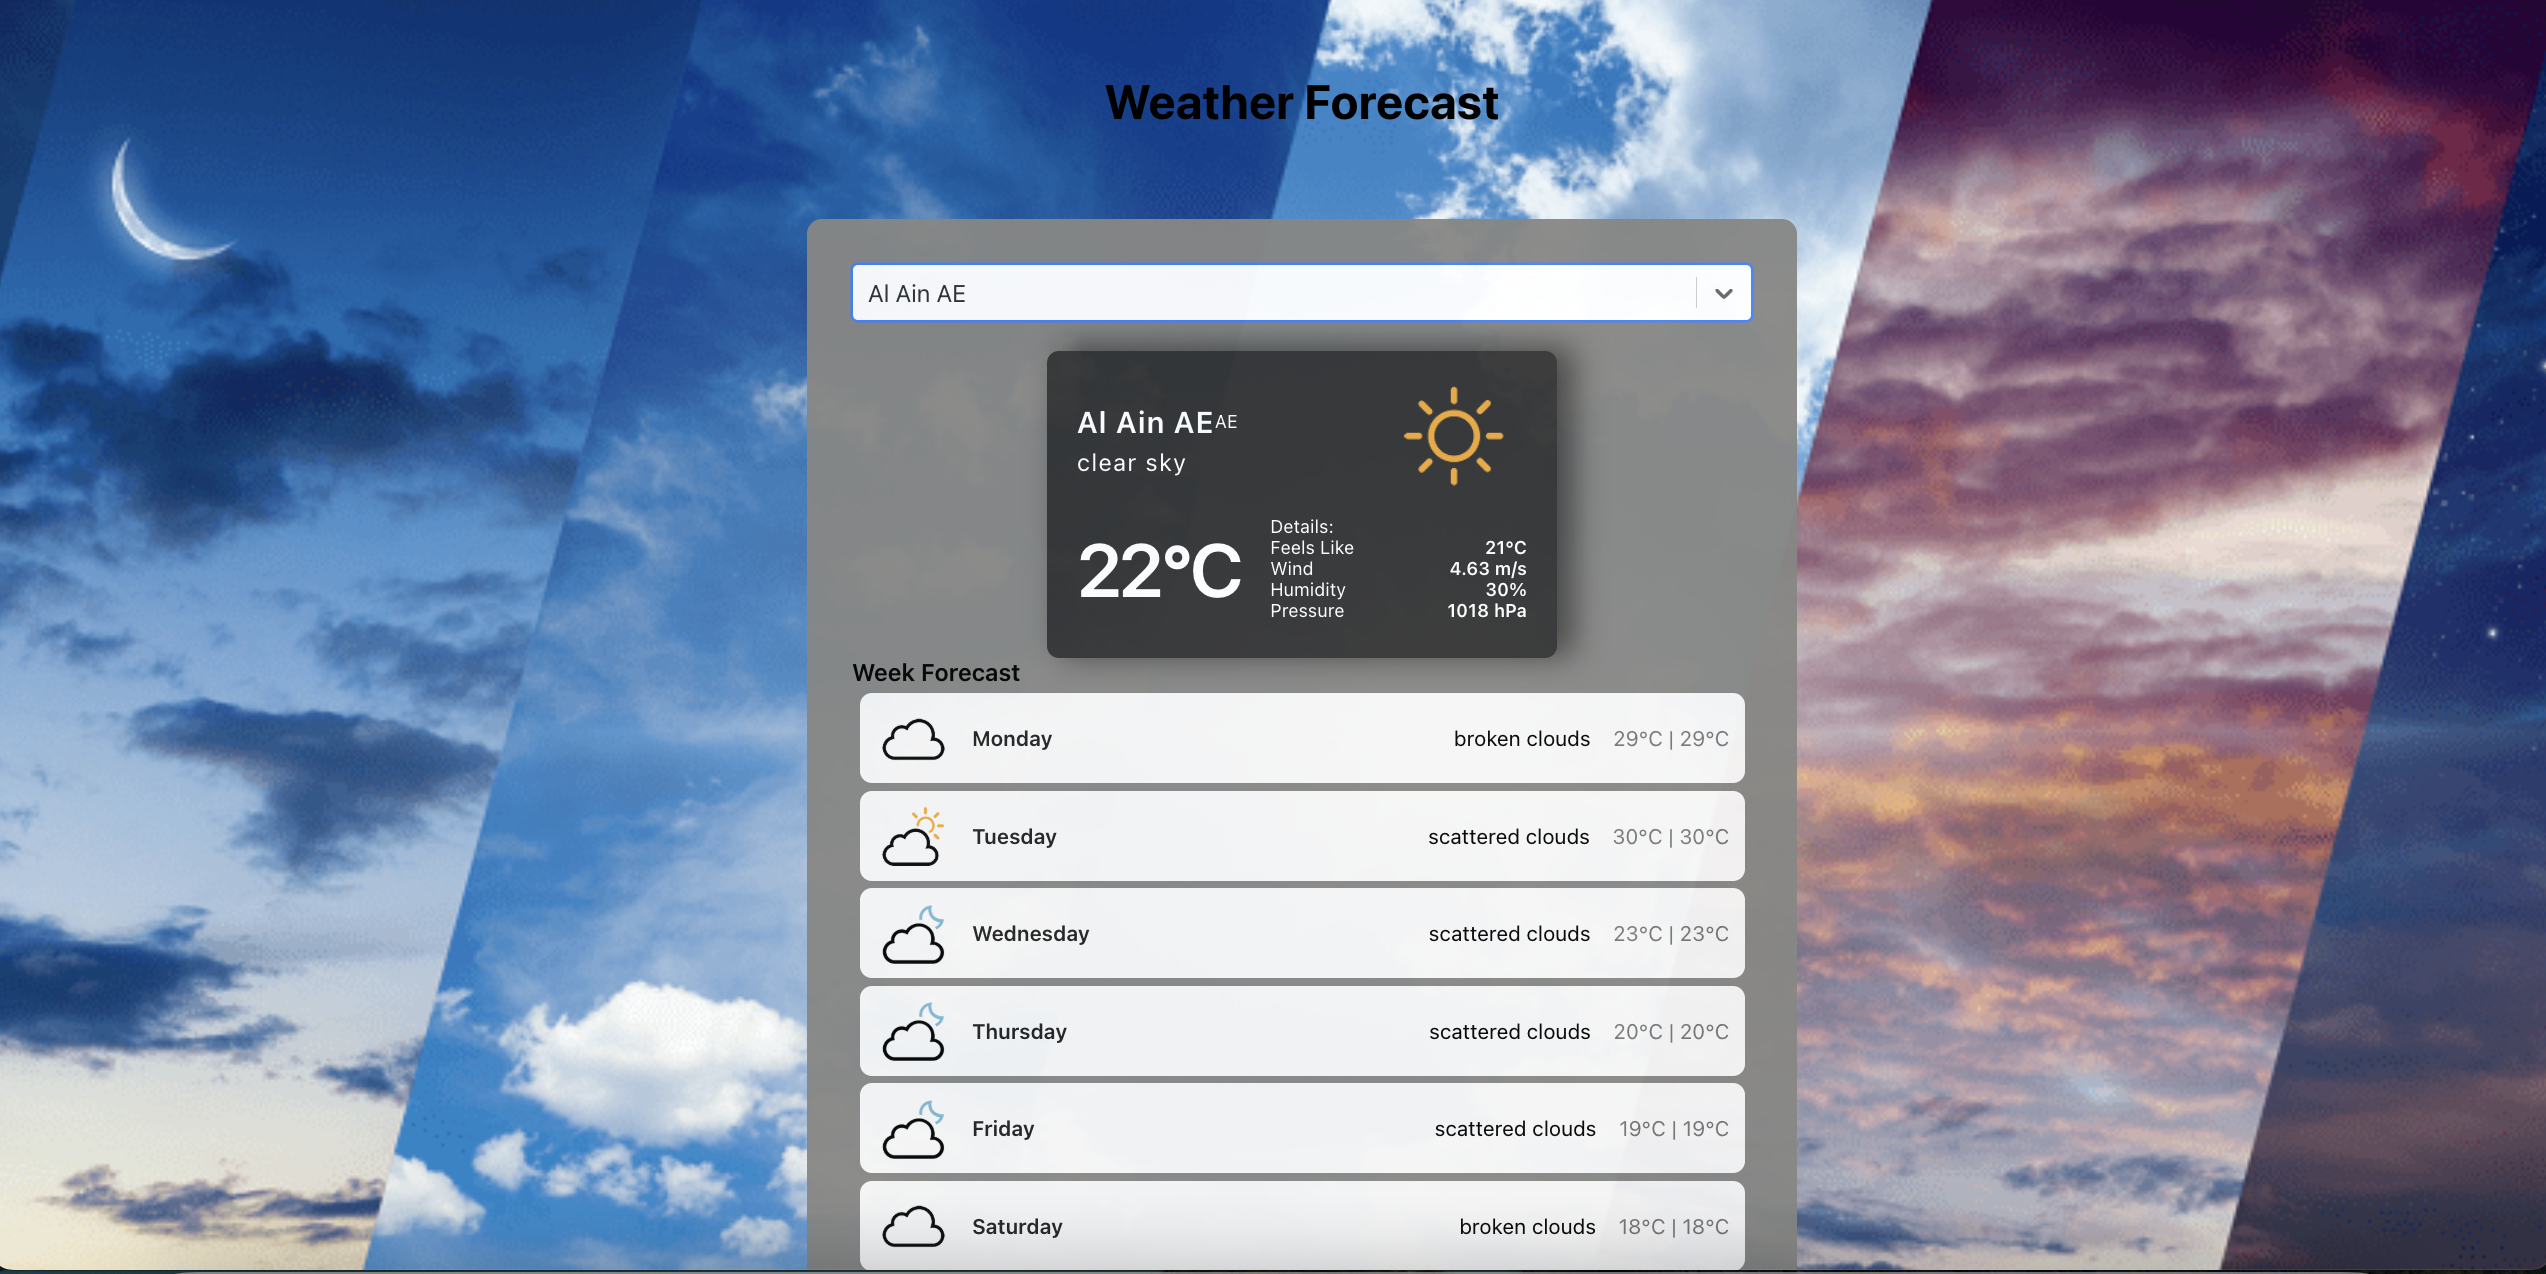 Weather Forecast
Al Ain AE
Al Ain AE AE
clear sky
22°C
Details:
Feels Like 21°C
Wind 4.63 m/s
Humidity 30%
Pressure 1018 hPa
Week Forecast
Monday broken clouds 29°C | 29°C
Tuesday scattered clouds 30°C | 30°C
Wednesday scattered clouds 23°C | 23°C
Thursday scattered clouds 20°C | 20°C
Friday scattered clouds 19°C | 19°C
Saturday broken clouds 18°C | 18°C